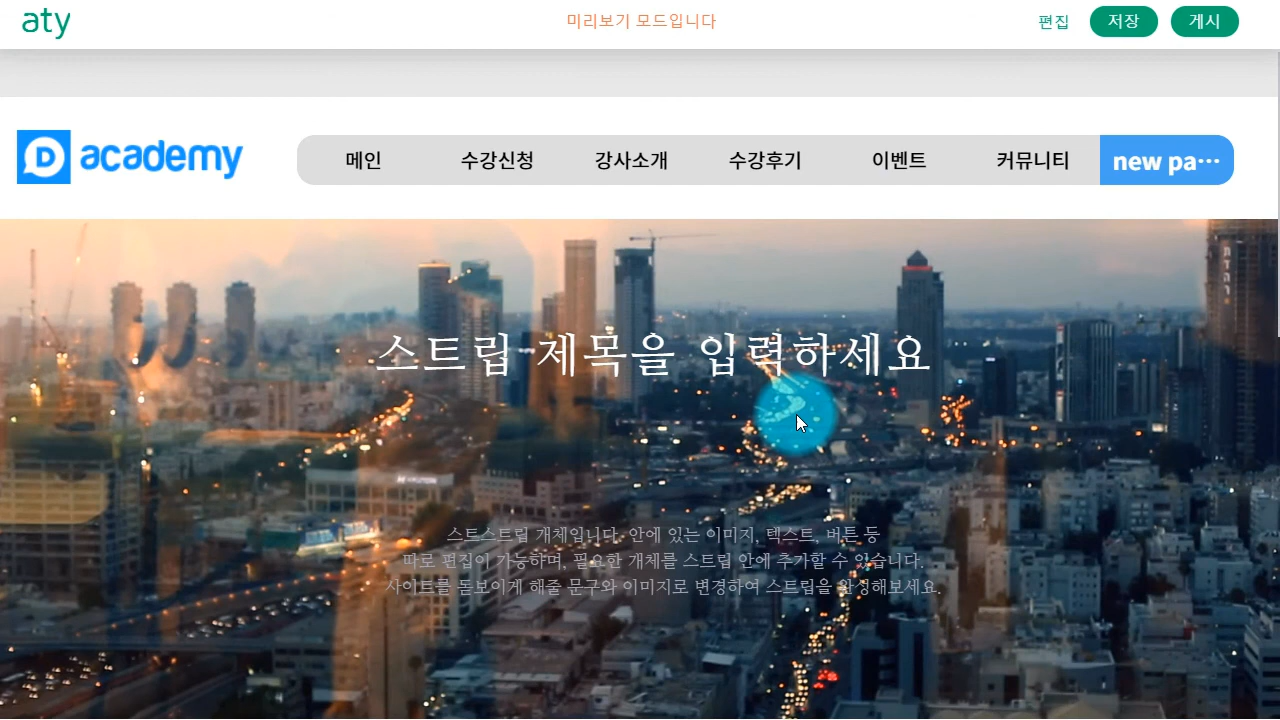 aty
미리보기 모드입니다
편집
저장
게시
D academy
메인
수강신청
강사소개
수강후기
이벤트
커뮤니티
new pa···
스트립 제목을 입력하세요
스트스트립 개체입니다. 안에 있는 이미지, 텍스트, 버튼 등
따로 편집이 가능하며, 필요한 개체를 스트립 안에 추가할 수 있습니다.
사이트를 돋보이게 해줄 문구와 이미지로 변경하여 스트립을 완성해보세요.